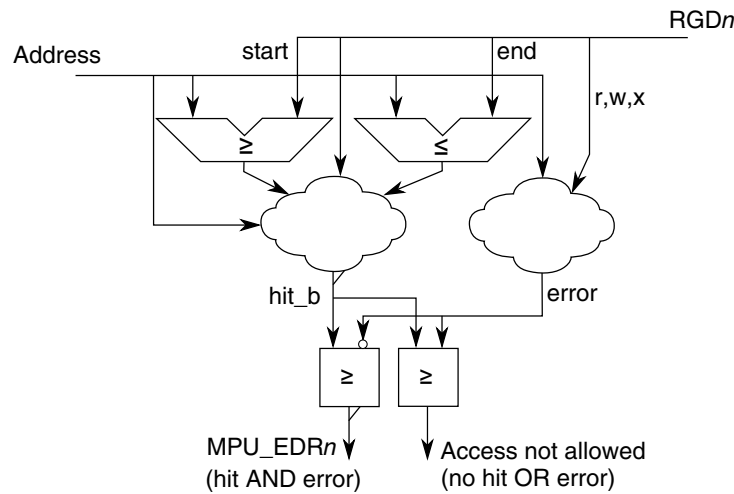 RGDn
Address
start
end
r,w,x
≥
≤
hit_b
error
≥
≥
MPU_EDRn
(hit AND error)
Access not allowed
(no hit OR error)